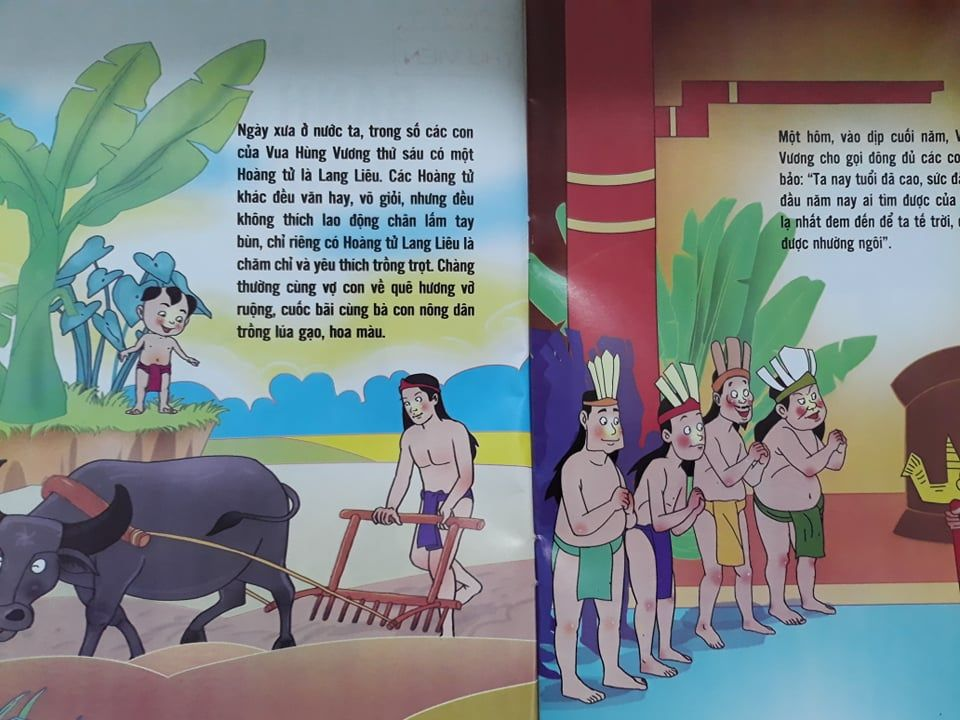 THƯ VIỆN
Ngày xưa ở nước ta, trong số các con
của Vua Hùng Vương thứ sáu có một
Hoàng tử là Lang Liêu. Các Hoàng tử
khác đều văn hay, võ giỏi, nhưng đều
không thích lao động chân lấm tay
bùn, chỉ riêng có Hoàng tử Lang Liêu là
chăm chỉ và yêu thích trồng trọt. Chàng
thường cùng vợ con về quê hương vỡ
ruộng, cuốc bãi cùng bà con nông dân
trồng lúa gạo, hoa màu.
Một hôm, vào dịp cuối năm, V
Vương cho gọi đông đủ các co
bảo: “Ta nay tuổi đã cao, sức đã
đầu năm nay ai tìm được của
lạ nhất đem đến để ta tế trời,
được nhường ngôi”.